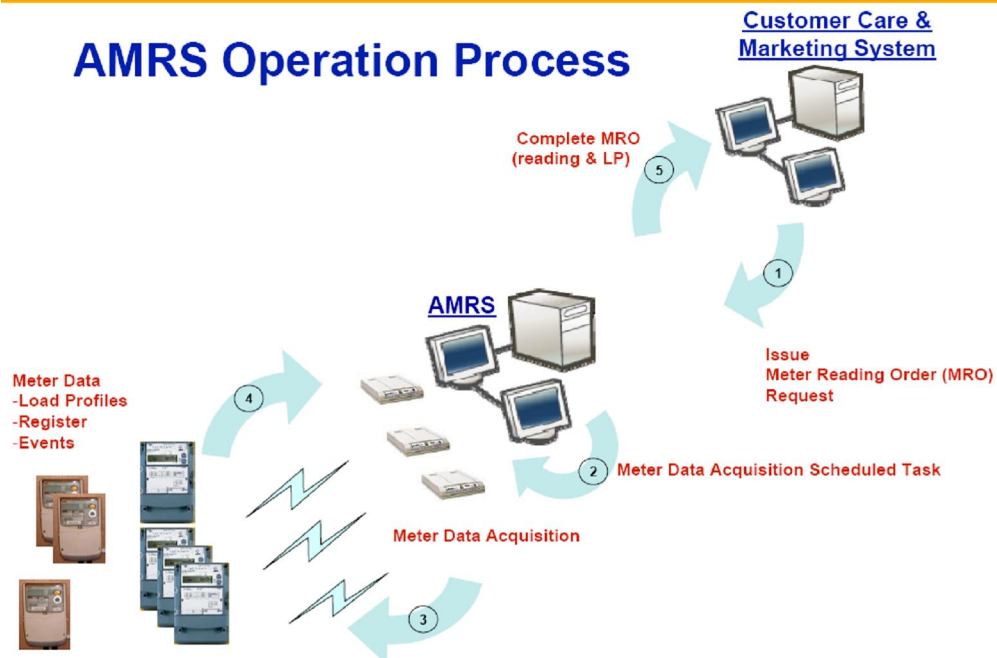 AMRS Operation Process
Customer Care &
Marketing System
Complete MRO
(reading & LP)
5
1
AMRS
Issue
Meter Reading Order (MRO)
Request
Meter Data
-Load Profiles
-Register
-Events
4
2
Meter Data Acquisition Scheduled Task
Meter Data Acquisition
3